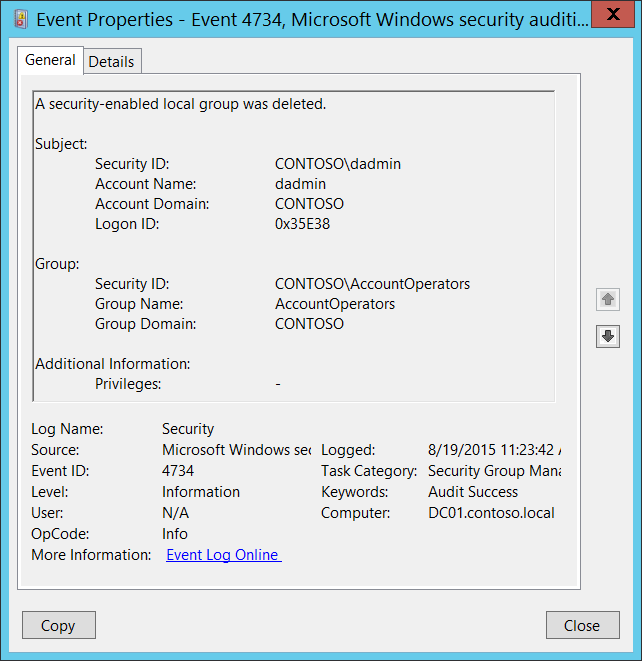 Event Properties - Event 4734, Microsoft Windows security auditi...
X
General Details
A security-enabled local group was deleted.
Subject:
Security ID: CONTOSO\dadmin
Account Name: dadmin
Account Domain: CONTOSO
Logon ID: 0x35E38
Group:
Security ID: CONTOSO\AccountOperators
Group Name: AccountOperators
Group Domain: CONTOSO
Additional Information:
Privileges: -
Log Name: Security
Source: Microsoft Windows sec Logged: 8/19/2015 11:23:42 A
Event ID: 4734 Task Category: Security Group Mana
Level: Information Keywords: Audit Success
User: N/A Computer: DC01.contoso.local
OpCode: Info
More Information: Event Log Online
Copy Close